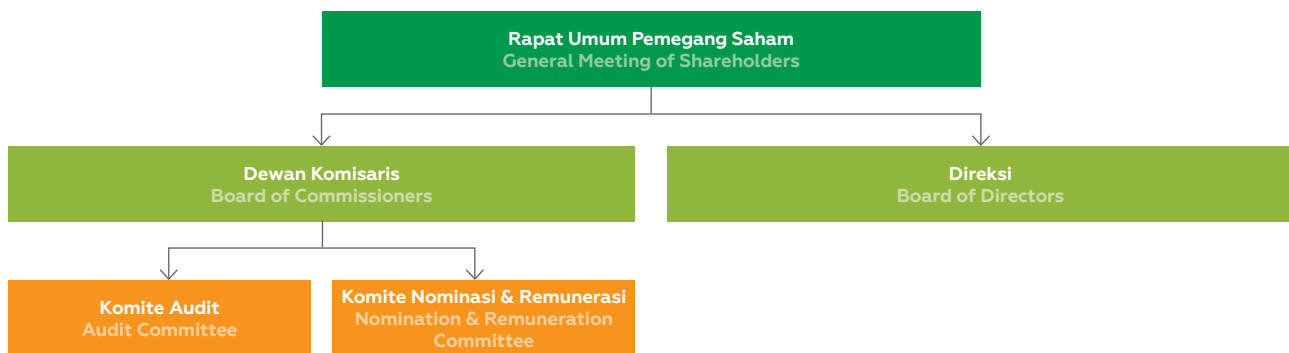 Rapat Umum Pemegang Saham
General Meeting of Shareholders
Dewan Komisaris
Board of Commissioners
Direksi
Board of Directors
Komite Audit
Audit Committee
Komite Nominasi & Remunerasi
Nomination & Remuneration
Committee